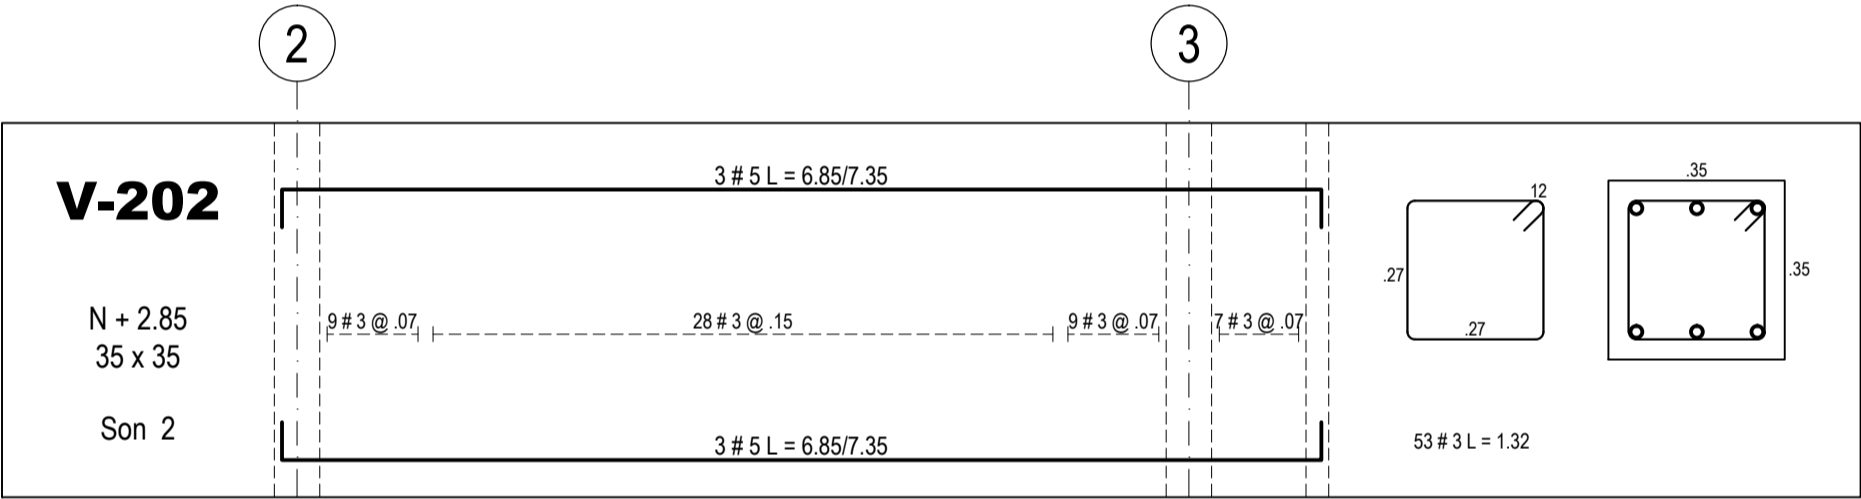 2
3
V-202
N + 2.85
35 x 35
Son 2
3 # 5 L = 6.85/7.35
9 # 3 @ .07
28 # 3 @ .15
9 # 3 @ .07
7 # 3 @ .07
3 # 5 L = 6.85/7.35
12
.27
.27
53 # 3 L = 1.32
.35
.35